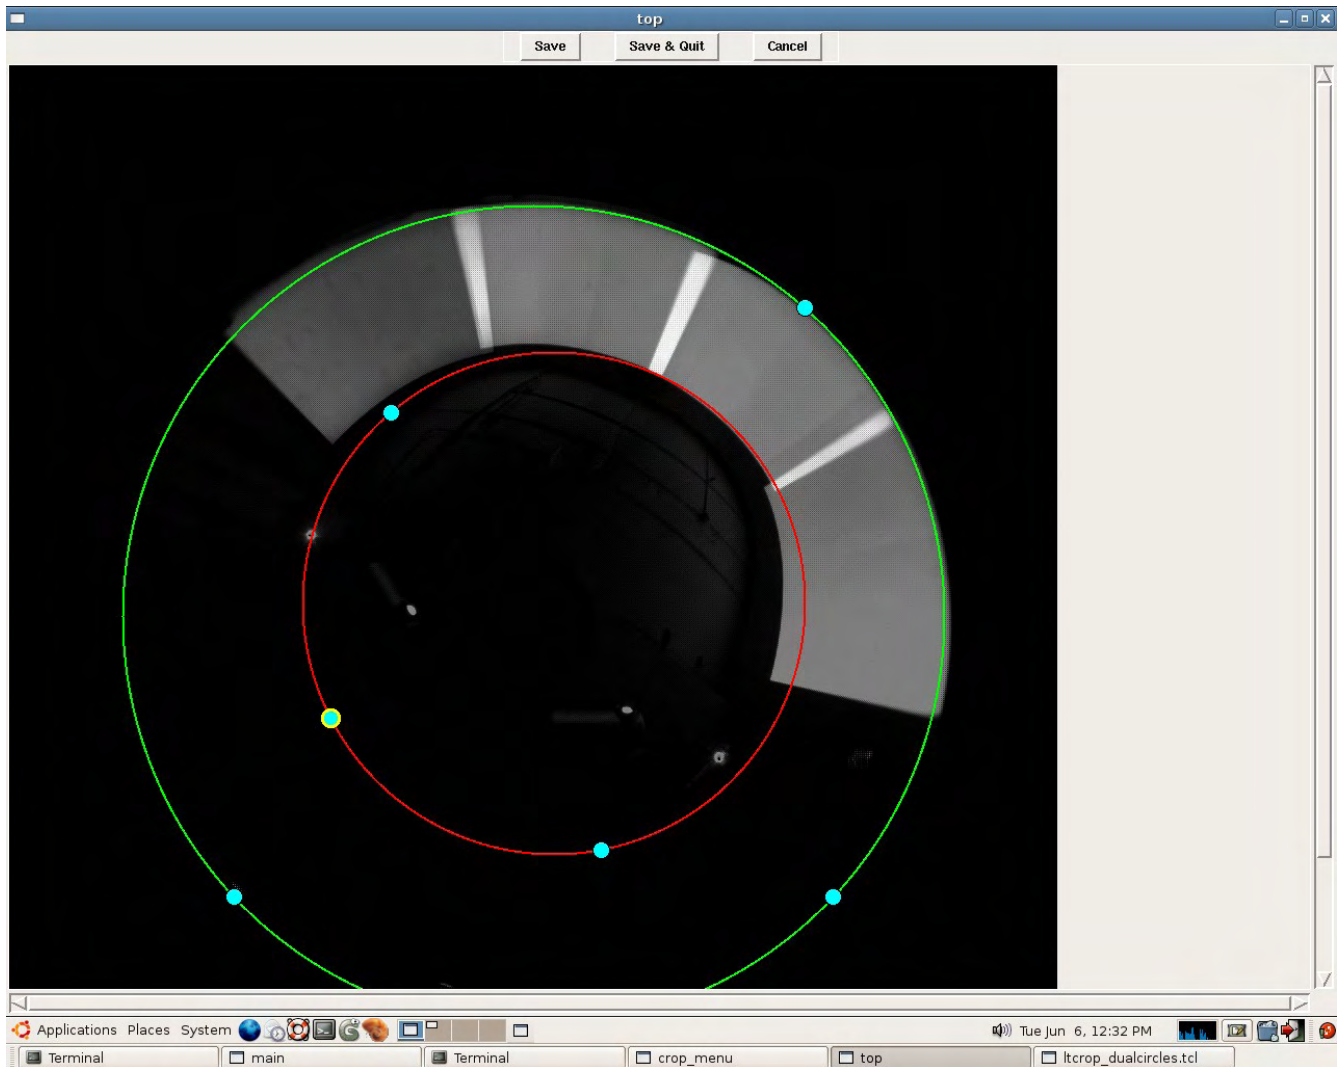 top
Save Save & Quit Cancel
Applications Places System Tue Jun 6, 12:32 PM
Terminal main Terminal crop_menu top ltcrop_dualcircles.tcl